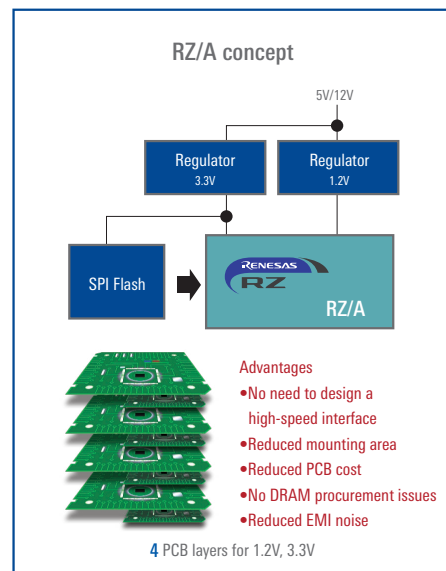 RZ/A concept
5V/12V
Regulator
3.3V
Regulator
1.2V
SPI Flash
RENESAS
RZ
RZ/A
Advantages
•No need to design a
high-speed interface
•Reduced mounting area
•Reduced PCB cost
•No DRAM procurement issues
•Reduced EMI noise
4 PCB layers for 1.2V, 3.3V